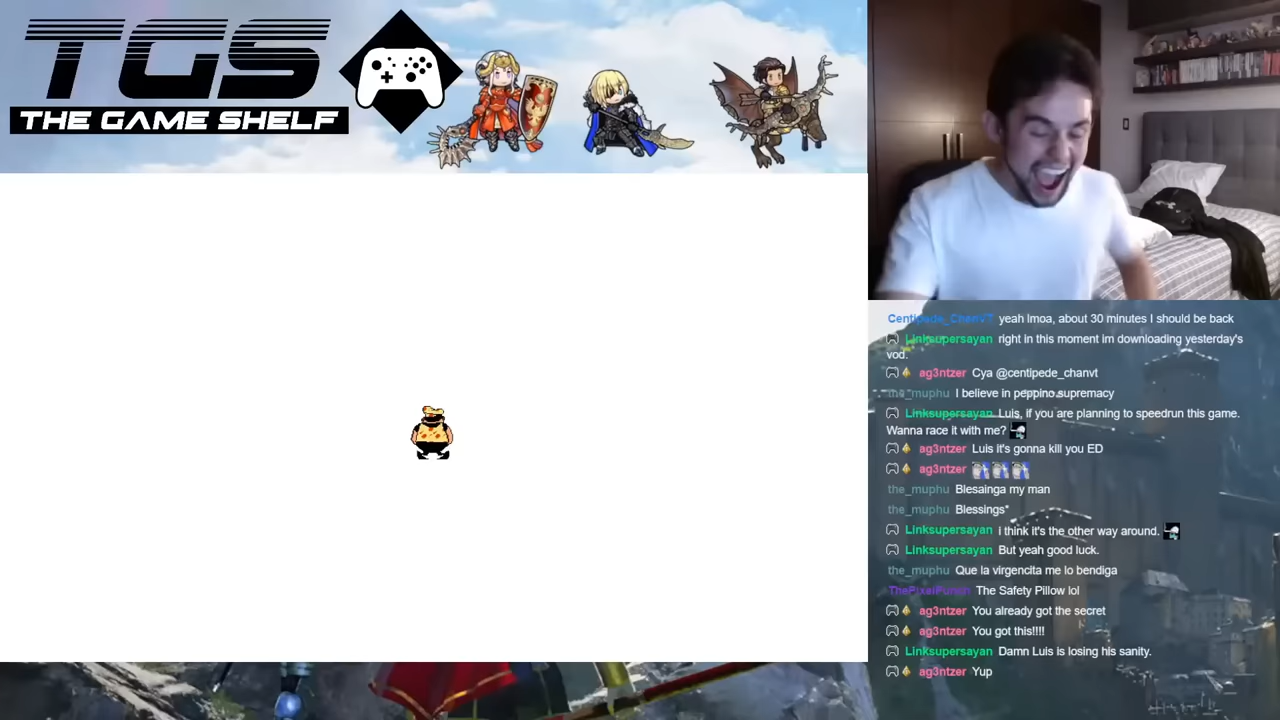 TGS
THE GAME SHELF
Centipede_ChanVT yeah lmoa, about 30 minutes I should be back
Linksupersayan right in this moment im downloading yesterday's
vod.
ag3ntzer Cya @centipede_chanvt
the_muphu I believe in peppino supremacy
Linksupersayan Luis, if you are planning to speedrun this game.
Wanna race it with me?
ag3ntzer Luis it's gonna kill you ED
ag3ntzer
the_muphu Blesainga my man
the_muphu Blessings*
Linksupersayan I think it's the other way around.
Linksupersayan But yeah good luck.
the_muphu Que la virgencita me lo bendiga
The Safety Pillow lol
ag3ntzer You already got the secret
ag3ntzer You got this!!!!
Linksupersayan Damn Luis is losing his sanity.
ag3ntzer Yup